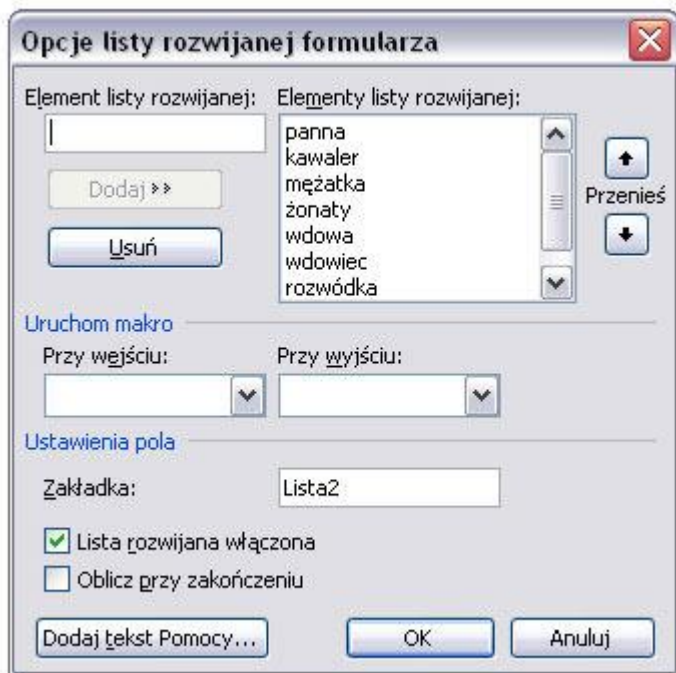 Opcje listy rozwijanej formularza
Element listy rozwijanej:
Elementy listy rozwijanej:
panna
kawaler
mężatka
żonaty
wdowa
wdowiec
rozwódka
Dodaj
Usuń
Przenieś
Uruchom makro
Przy wejściu:
Przy wyjściu:
Ustawienia pola
Zakładka:
Lista2
Lista rozwijana włączona
Oblicz przy zakończeniu
Dodaj tekst Pomocy...
OK
Anuluj